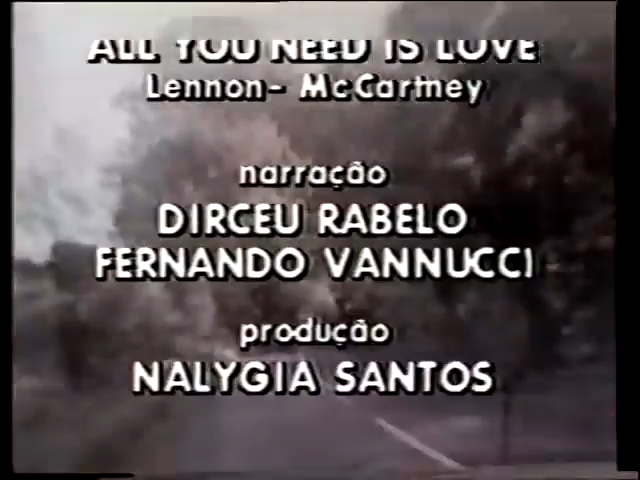 ALL YOU NEED IS LOVE
Lennon- McCartney
narração
DIRCEU RABELO
FERNANDO VANNUCCI
produção
NALYGIA SANTOS